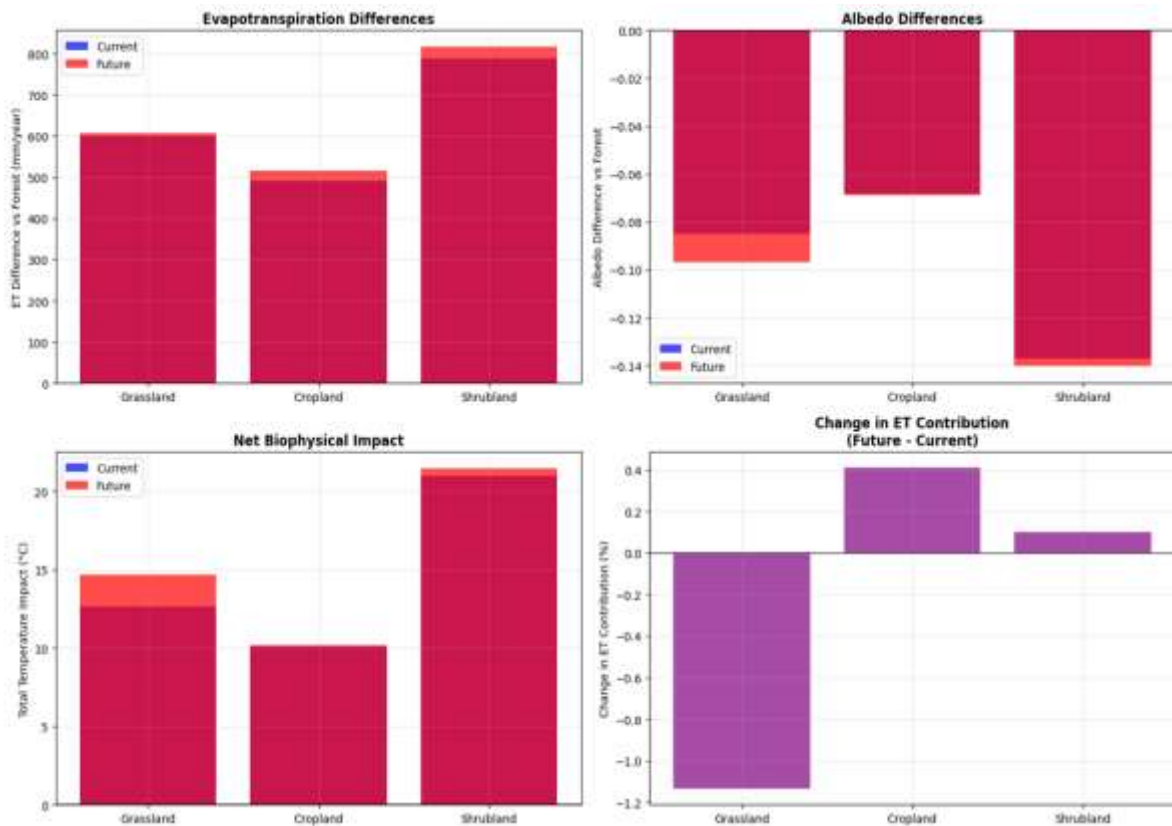 Evapotranspiration Differences
Current
Future
ET Difference vs Forest (mm/year)
800
700
600
500
400
300
200
100
0
Grassland Cropland Shrubland
Albedo Differences
Albedo Difference vs Forest
0.00
−0.02
−0.04
−0.06
−0.08
−0.10
−0.12
−0.14
Current
Future
Grassland Cropland Shrubland
Net Biophysical Impact
Current
Future
Total Temperature Impact (°C)
20
15
10
5
0
Grassland Cropland Shrubland
Change in ET Contribution
(Future - Current)
Change in ET Contribution (%)
0.4
0.2
0.0
−0.2
−0.4
−0.6
−0.8
−1.0
−1.2
Grassland Cropland Shrubland